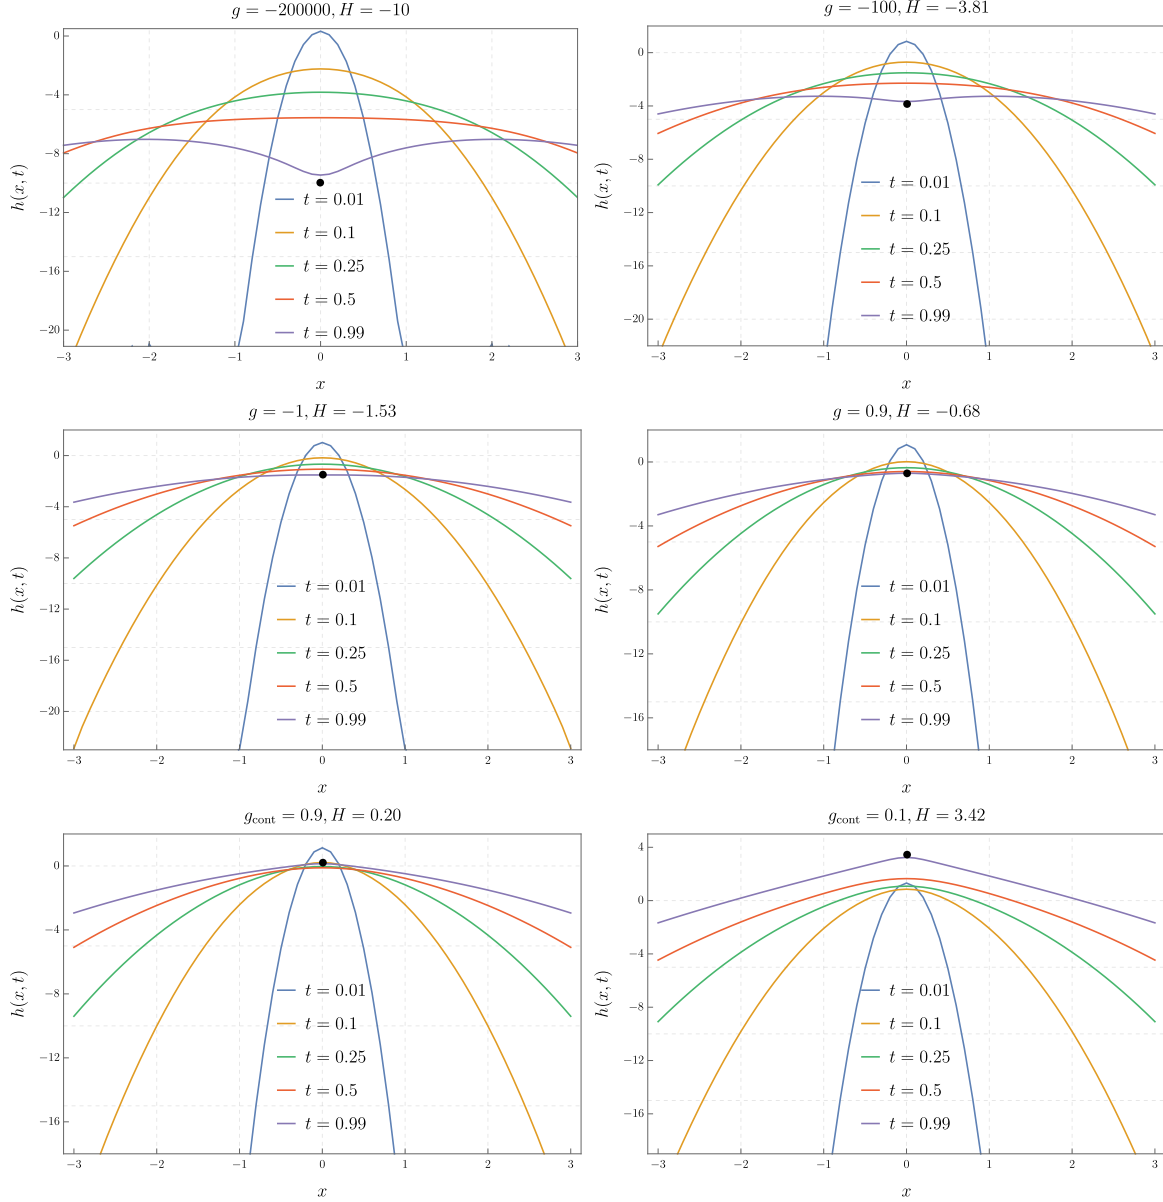 g = −200000, H = −10
h(x, t)
0
−4
−8
−12
−16
−20
t = 0.01
t = 0.1
t = 0.25
t = 0.5
t = 0.99
−3 −2 −1 0 1 2 3
x
g = −100, H = −3.81
h(x, t)
0
−4
−8
−12
−16
−20
t = 0.01
t = 0.1
t = 0.25
t = 0.5
t = 0.99
−3 −2 −1 0 1 2 3
x
g = −1, H = −1.53
h(x, t)
0
−4
−8
−12
−16
−20
t = 0.01
t = 0.1
t = 0.25
t = 0.5
t = 0.99
−3 −2 −1 0 1 2 3
x
g = 0.9, H = −0.68
h(x, t)
0
−4
−8
−12
−16
t = 0.01
t = 0.1
t = 0.25
t = 0.5
t = 0.99
−3 −2 −1 0 1 2 3
x
g_cont = 0.9, H = 0.20
h(x, t)
0
−4
−8
−12
−16
t = 0.01
t = 0.1
t = 0.25
t = 0.5
t = 0.99
−3 −2 −1 0 1 2 3
x
g_cont = 0.1, H = 3.42
h(x, t)
4
0
−4
−8
−12
−16
t = 0.01
t = 0.1
t = 0.25
t = 0.5
t = 0.99
−3 −2 −1 0 1 2 3
x